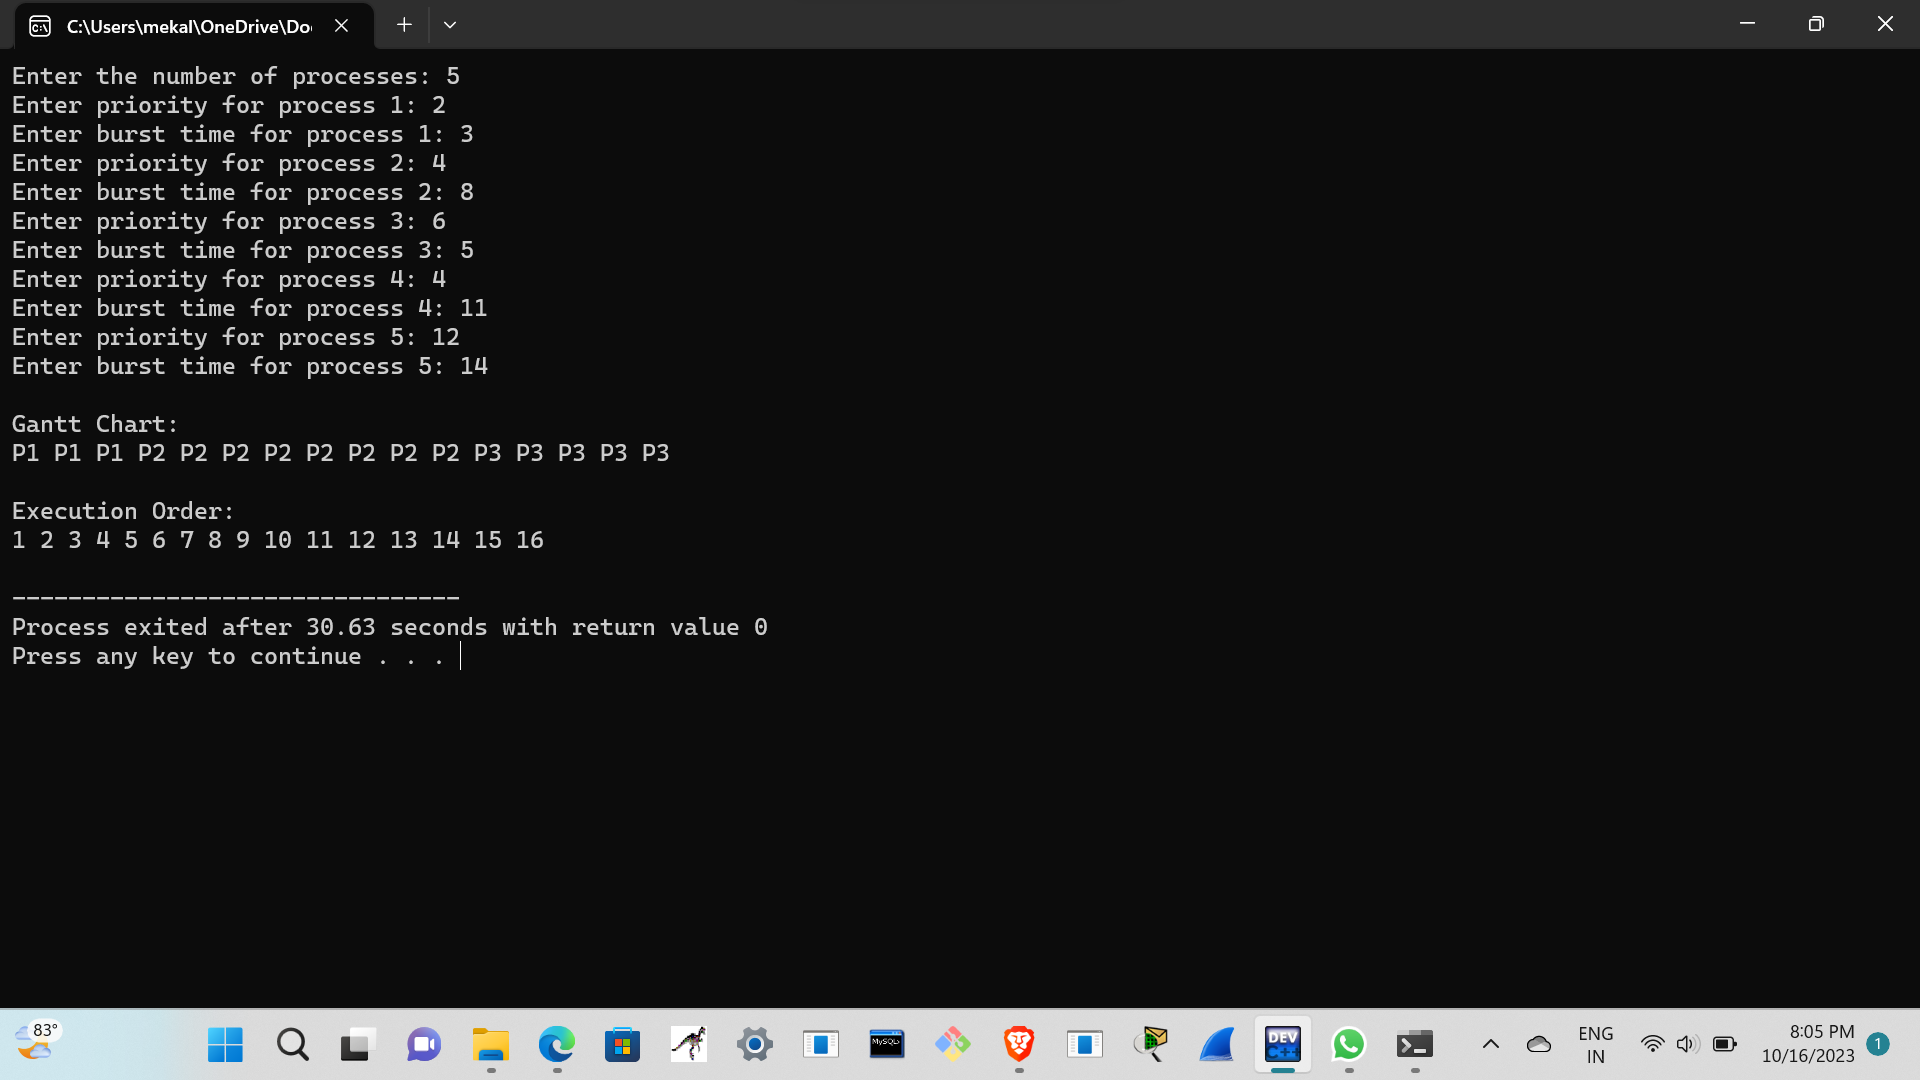 C:\Users\mekal\OneDrive\Do
Enter the number of processes: 5
Enter priority for process 1: 2
Enter burst time for process 1: 3
Enter priority for process 2: 4
Enter burst time for process 2: 8
Enter priority for process 3: 6
Enter burst time for process 3: 5
Enter priority for process 4: 4
Enter burst time for process 4: 11
Enter priority for process 5: 12
Enter burst time for process 5: 14
Gantt Chart:
P1 P1 P1 P2 P2 P2 P2 P2 P2 P2 P2 P3 P3 P3 P3 P3
Execution Order:
1 2 3 4 5 6 7 8 9 10 11 12 13 14 15 16
--------------------------------
Process exited after 30.63 seconds with return value 0
Press any key to continue . . .
83°
MySQL>
DEV
C++
ENG
IN
8:05 PM
10/16/2023
1